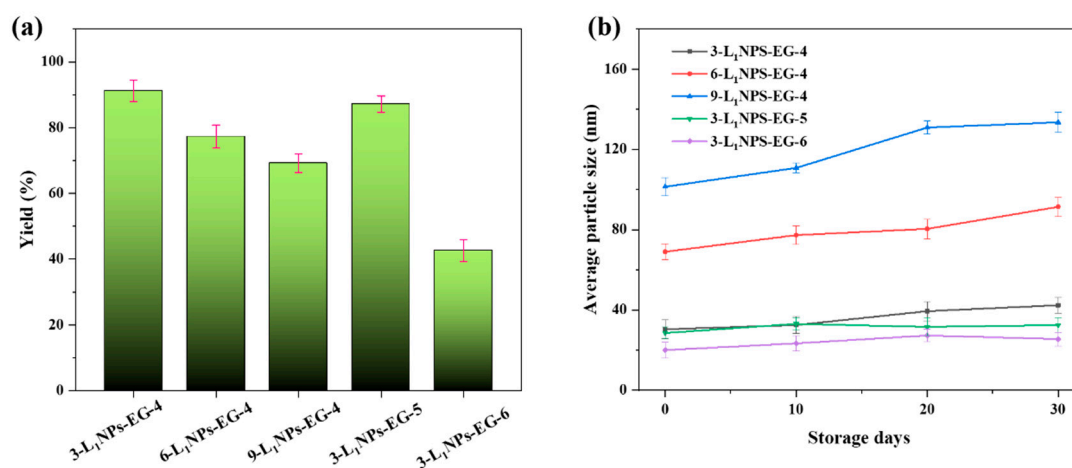 (a)
100
80
60
40
20
0
Yield (%)
3-L₁NPs-EG-4
6-L₁NPs-EG-4
9-L₁NPs-EG-4
3-L₁NPs-EG-5
3-L₁NPs-EG-6
(b)
160
120
80
40
0
Average particle size (nm)
3-L₁NPS-EG-4
6-L₁NPS-EG-4
9-L₁NPS-EG-4
3-L₁NPS-EG-5
3-L₁NPS-EG-6
0 10 20 30
Storage days